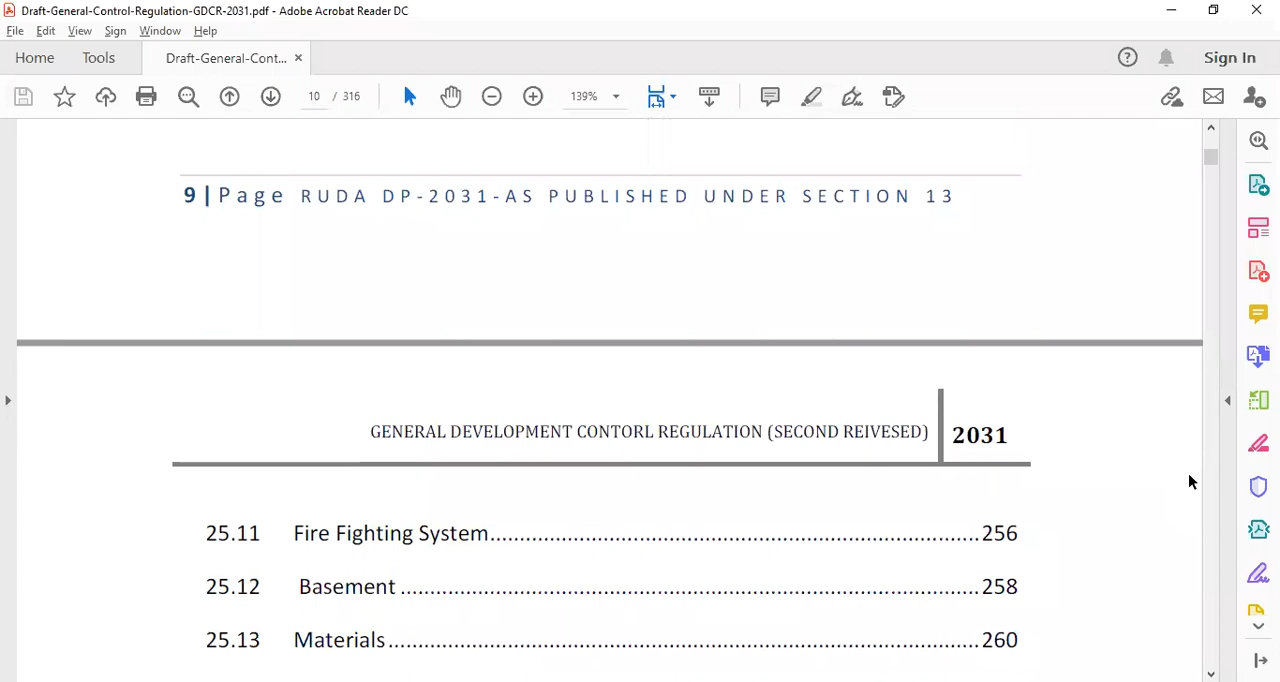 Draft-General-Control-Regulation-GDCR-2031.pdf - Adobe Acrobat Reader DC
File Edit View Sign Window Help
Home Tools Draft-General-Cont... × Sign In
10 / 316 139%
9 | Page RUDA DP-2031-AS PUBLISHED UNDER SECTION 13
GENERAL DEVELOPMENT CONTORL REGULATION (SECOND REIVESED) 2031
25.11 Fire Fighting System........................................................................................256
25.12 Basement ........................................................................................................258
25.13 Materials..........................................................................................................260